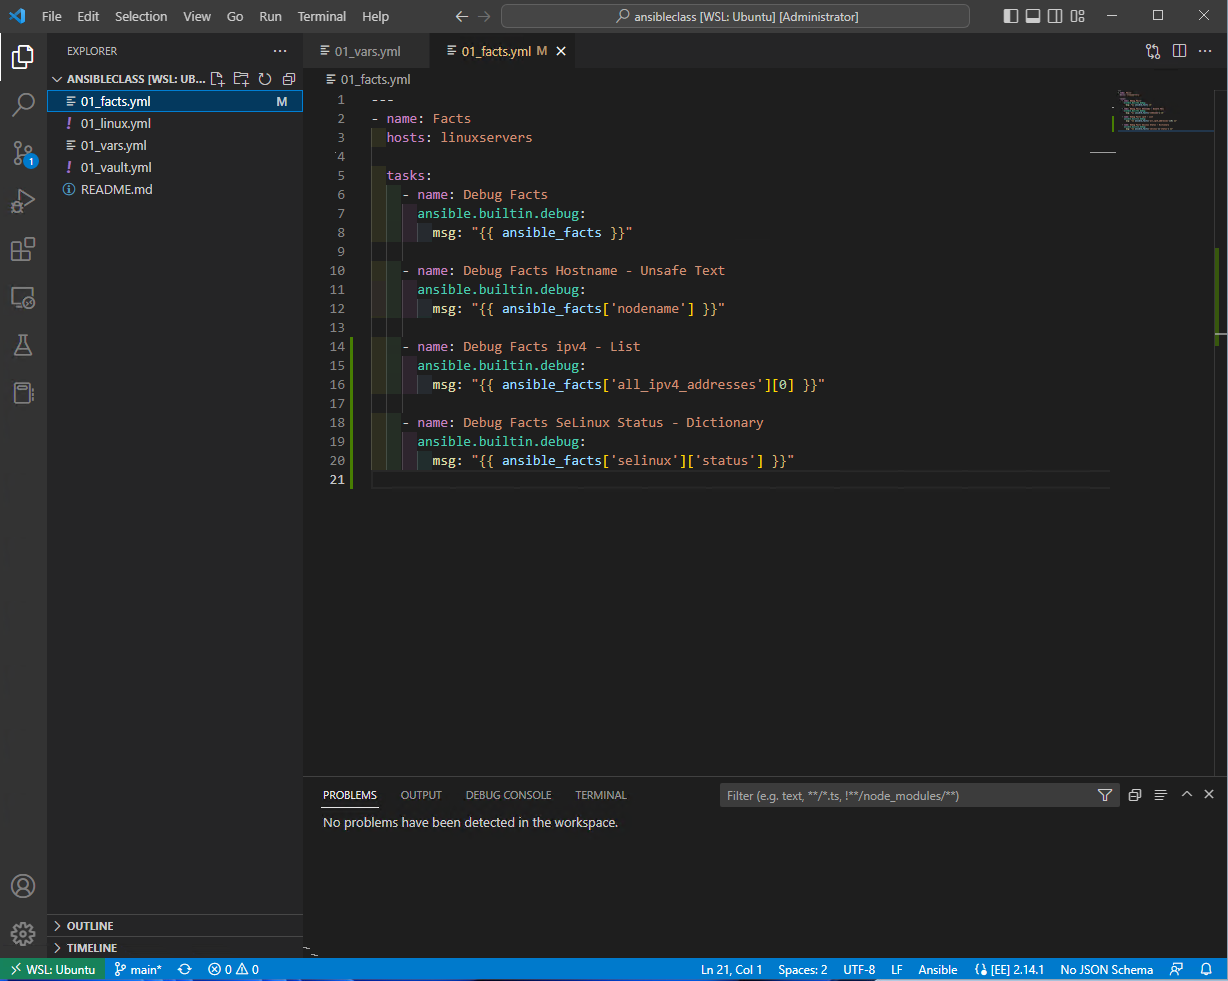 File Edit Selection View Go Run Terminal Help
ansibleclass [WSL: Ubuntu] [Administrator]
EXPLORER
ANSIBLECLASS [WSL: UB...
01_facts.yml M
01_linux.yml
01_vars.yml
01_vault.yml
README.md
1
OUTLINE
TIMELINE
01_vars.yml
01_facts.yml M
01_facts.yml
1 ---
2 - name: Facts
3 hosts: linuxservers
4
5 tasks:
6 - name: Debug Facts
7 ansible.builtin.debug:
8 msg: "{{ ansible_facts }}"
9
10 - name: Debug Facts Hostname - Unsafe Text
11 ansible.builtin.debug:
12 msg: "{{ ansible_facts['nodename'] }}"
13
14 - name: Debug Facts ipv4 - List
15 ansible.builtin.debug:
16 msg: "{{ ansible_facts['all_ipv4_addresses'][0] }}"
17
18 - name: Debug Facts SeLinux Status - Dictionary
19 ansible.builtin.debug:
20 msg: "{{ ansible_facts['selinux']['status'] }}"
21
PROBLEMS OUTPUT DEBUG CONSOLE TERMINAL
Filter (e.g. text, **/*.ts, !**/node_modules/**)
No problems have been detected in the workspace.
WSL: Ubuntu main* 0 0 Ln 21, Col 1 Spaces: 2 UTF-8 LF Ansible [EE] 2.14.1 No JSON Schema